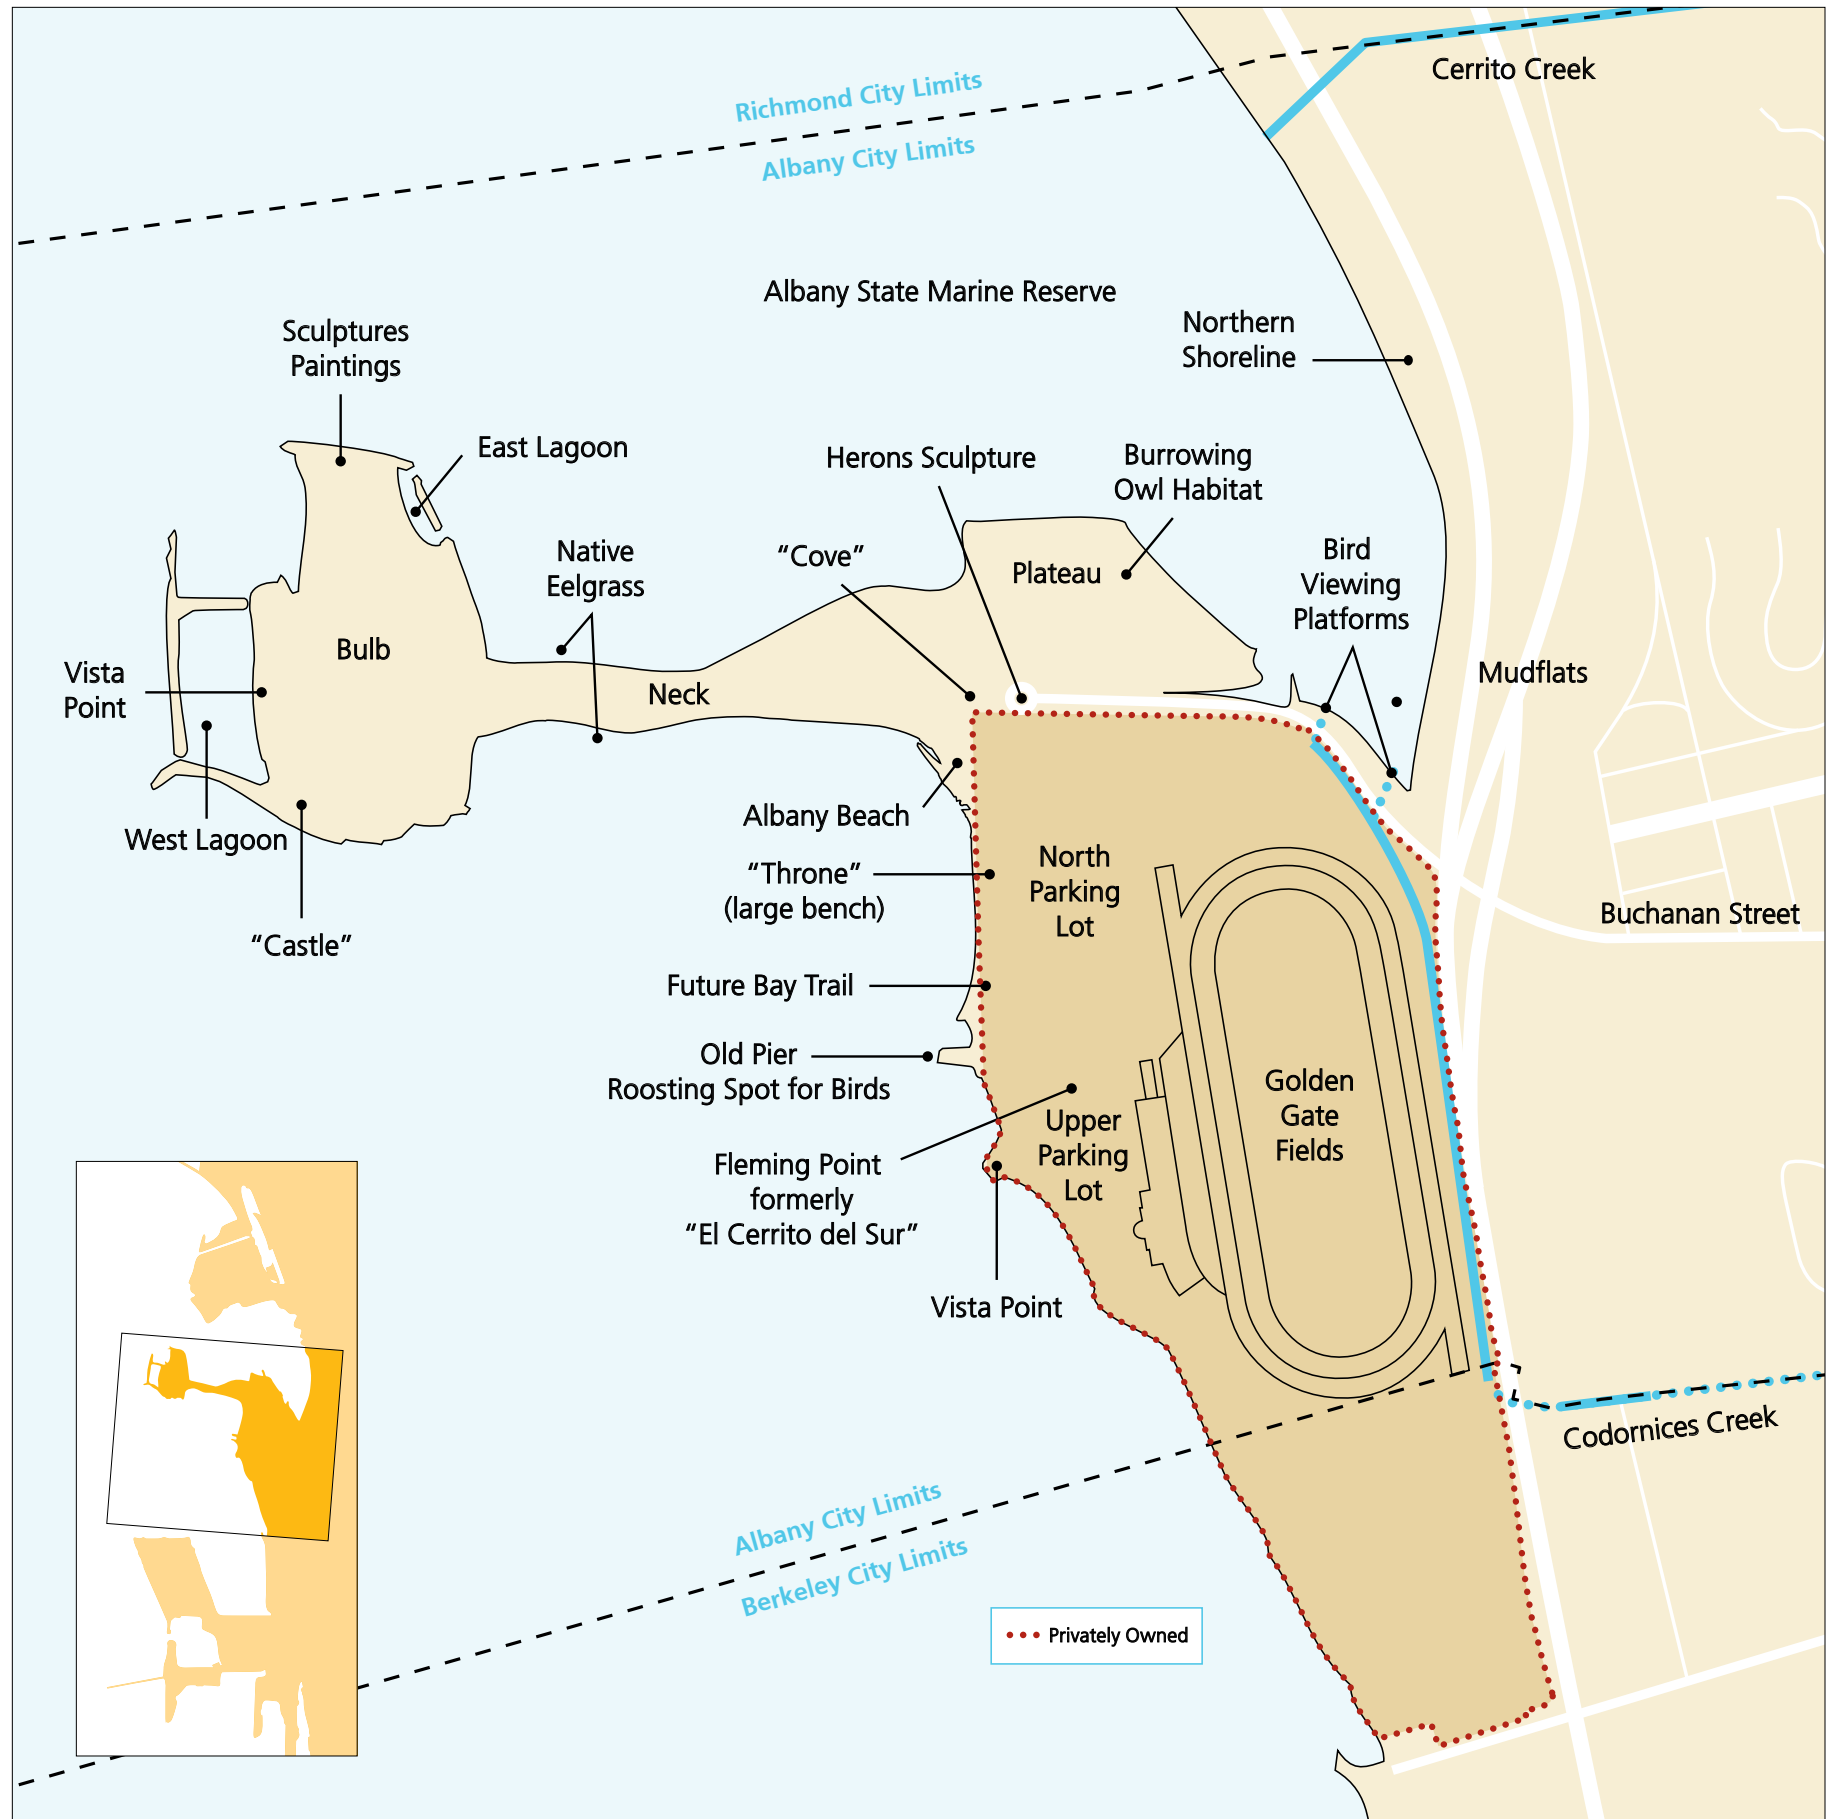 Cerrito Creek
Richmond City Limits
Albany City Limits
Albany State Marine Reserve
Northern
Shoreline
Sculptures
Paintings
East Lagoon
Herons Sculpture
Burrowing
Owl Habitat
Native
Eelgrass
“Cove”
Plateau
Bird
Viewing
Platforms
Bulb
Vista
Point
Neck
Mudflats
West Lagoon
Albany Beach
“Castle”
“Throne”
(large bench)
North
Parking
Lot
Buchanan Street
Future Bay Trail
Old Pier
Roosting Spot for Birds
Golden
Gate
Fields
Upper
Parking
Lot
Fleming Point
formerly
“El Cerrito del Sur”
Vista Point
Codornices Creek
Albany City Limits
Berkeley City Limits
Privately Owned